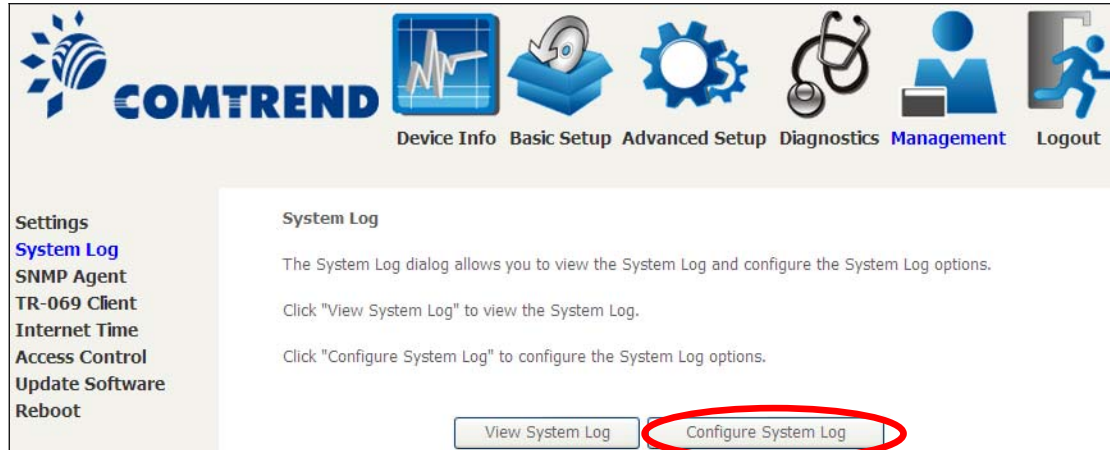 COMTREND
Device Info Basic Setup Advanced Setup Diagnostics Management Logout
Settings
System Log
SNMP Agent
TR-069 Client
Internet Time
Access Control
Update Software
Reboot
System Log
The System Log dialog allows you to view the System Log and configure the System Log options.
Click "View System Log" to view the System Log.
Click "Configure System Log" to configure the System Log options.
View System Log Configure System Log